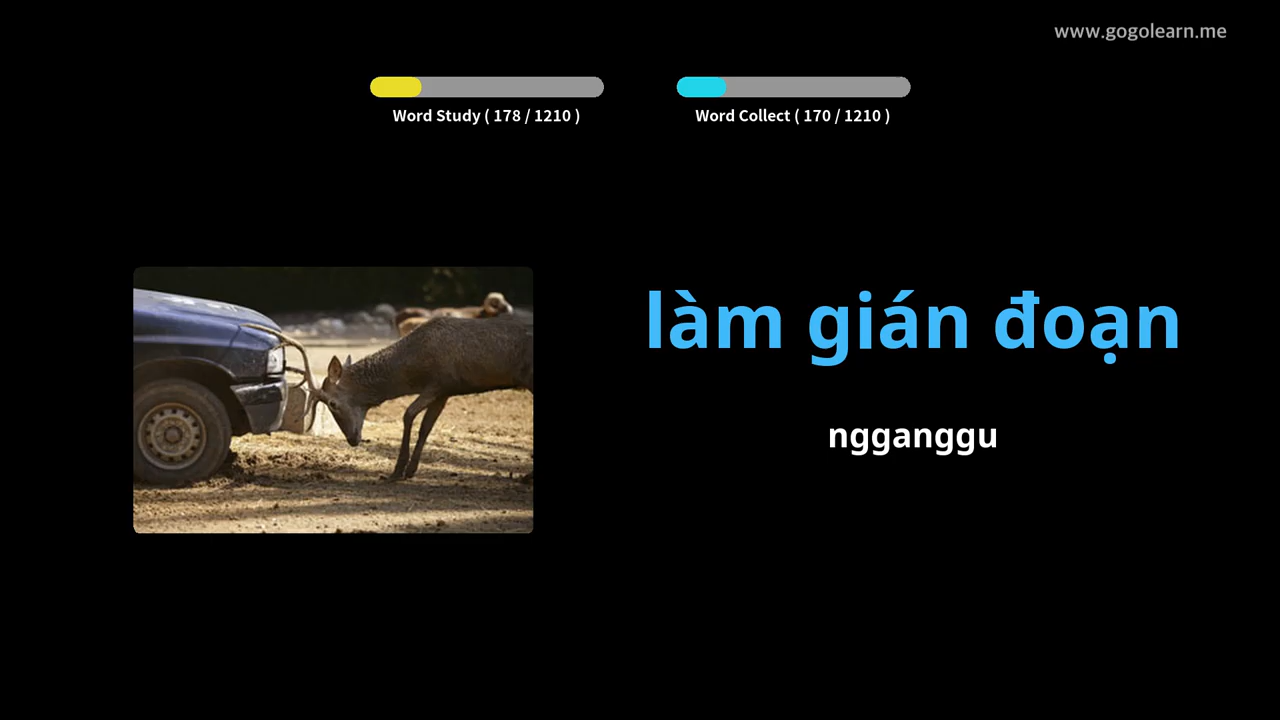 www.gogolearn.me
Word Study ( 178 / 1210 )
Word Collect ( 170 / 1210 )
làm gián đoạn
ngganggu